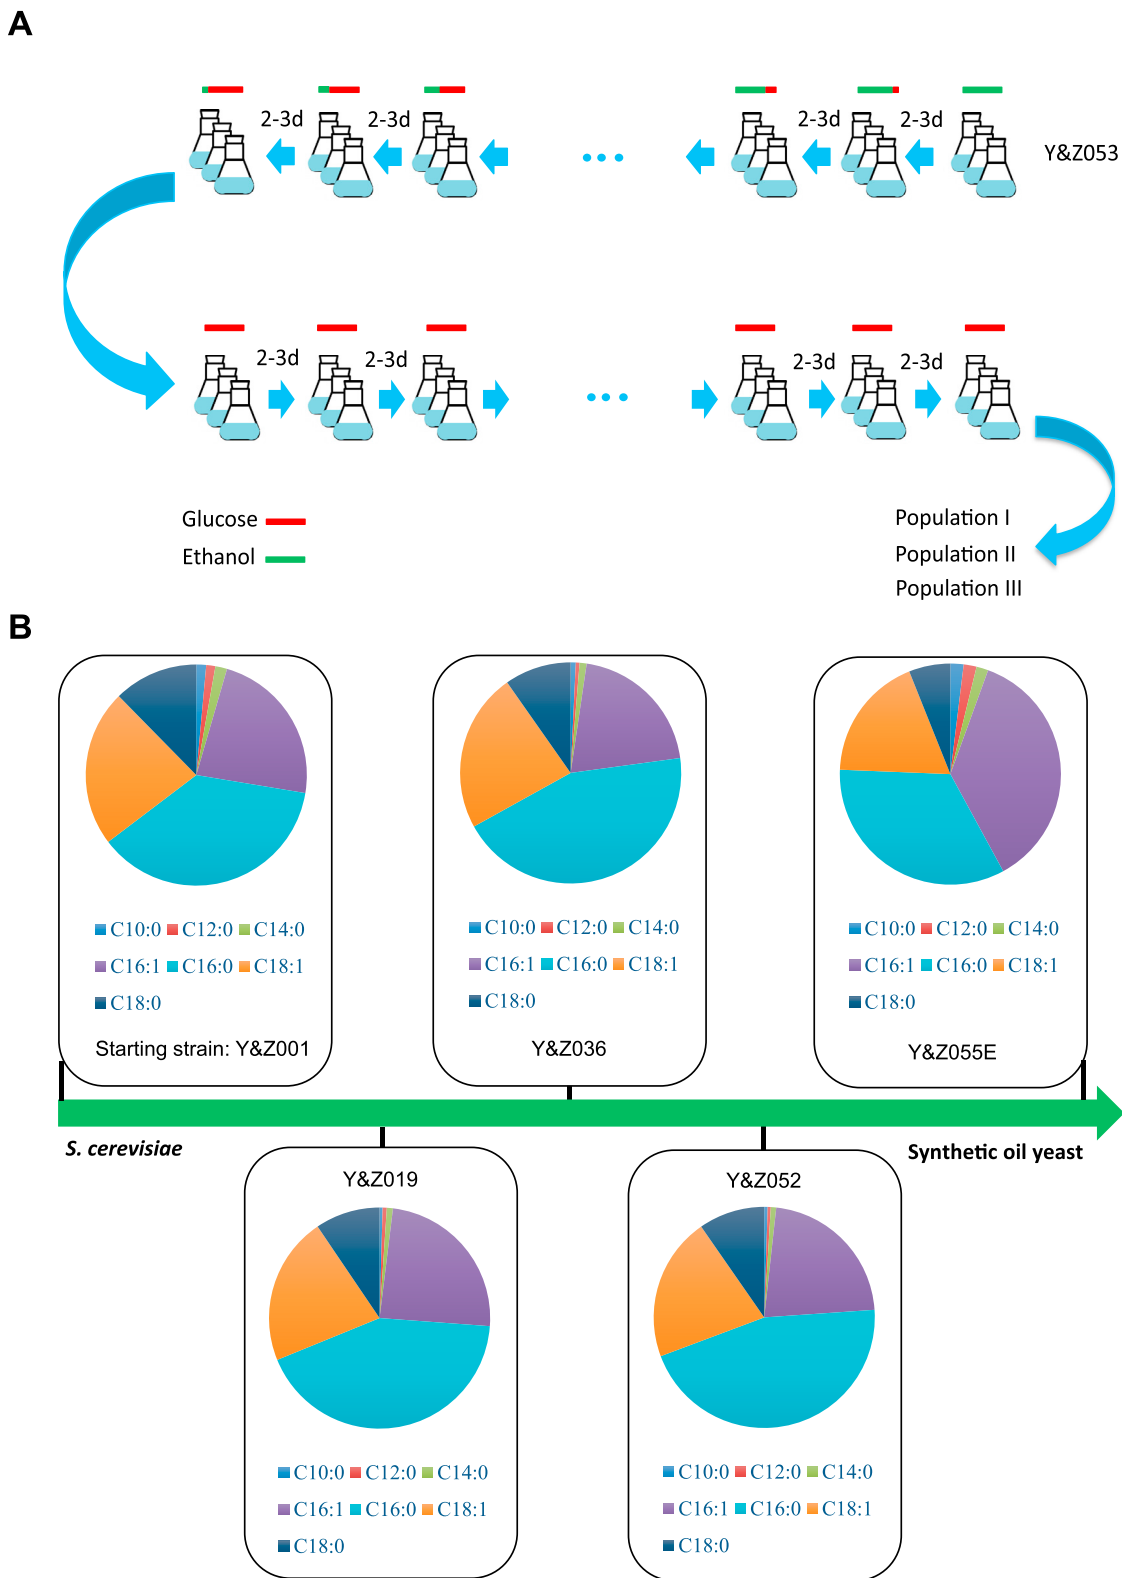 A
2-3d 2-3d 2-3d 2-3d
Y&Z053
2-3d 2-3d 2-3d 2-3d
Glucose
Ethanol
Population I
Population II
Population III
B
C10:0 C12:0 C14:0
C16:1 C16:0 C18:1
C18:0
Starting strain: Y&Z001
C10:0 C12:0 C14:0
C16:1 C16:0 C18:1
C18:0
Y&Z036
C10:0 C12:0 C14:0
C16:1 C16:0 C18:1
C18:0
Y&Z055E
S. cerevisiae
Synthetic oil yeast
Y&Z019
C10:0 C12:0 C14:0
C16:1 C16:0 C18:1
C18:0
Y&Z052
C10:0 C12:0 C14:0
C16:1 C16:0 C18:1
C18:0